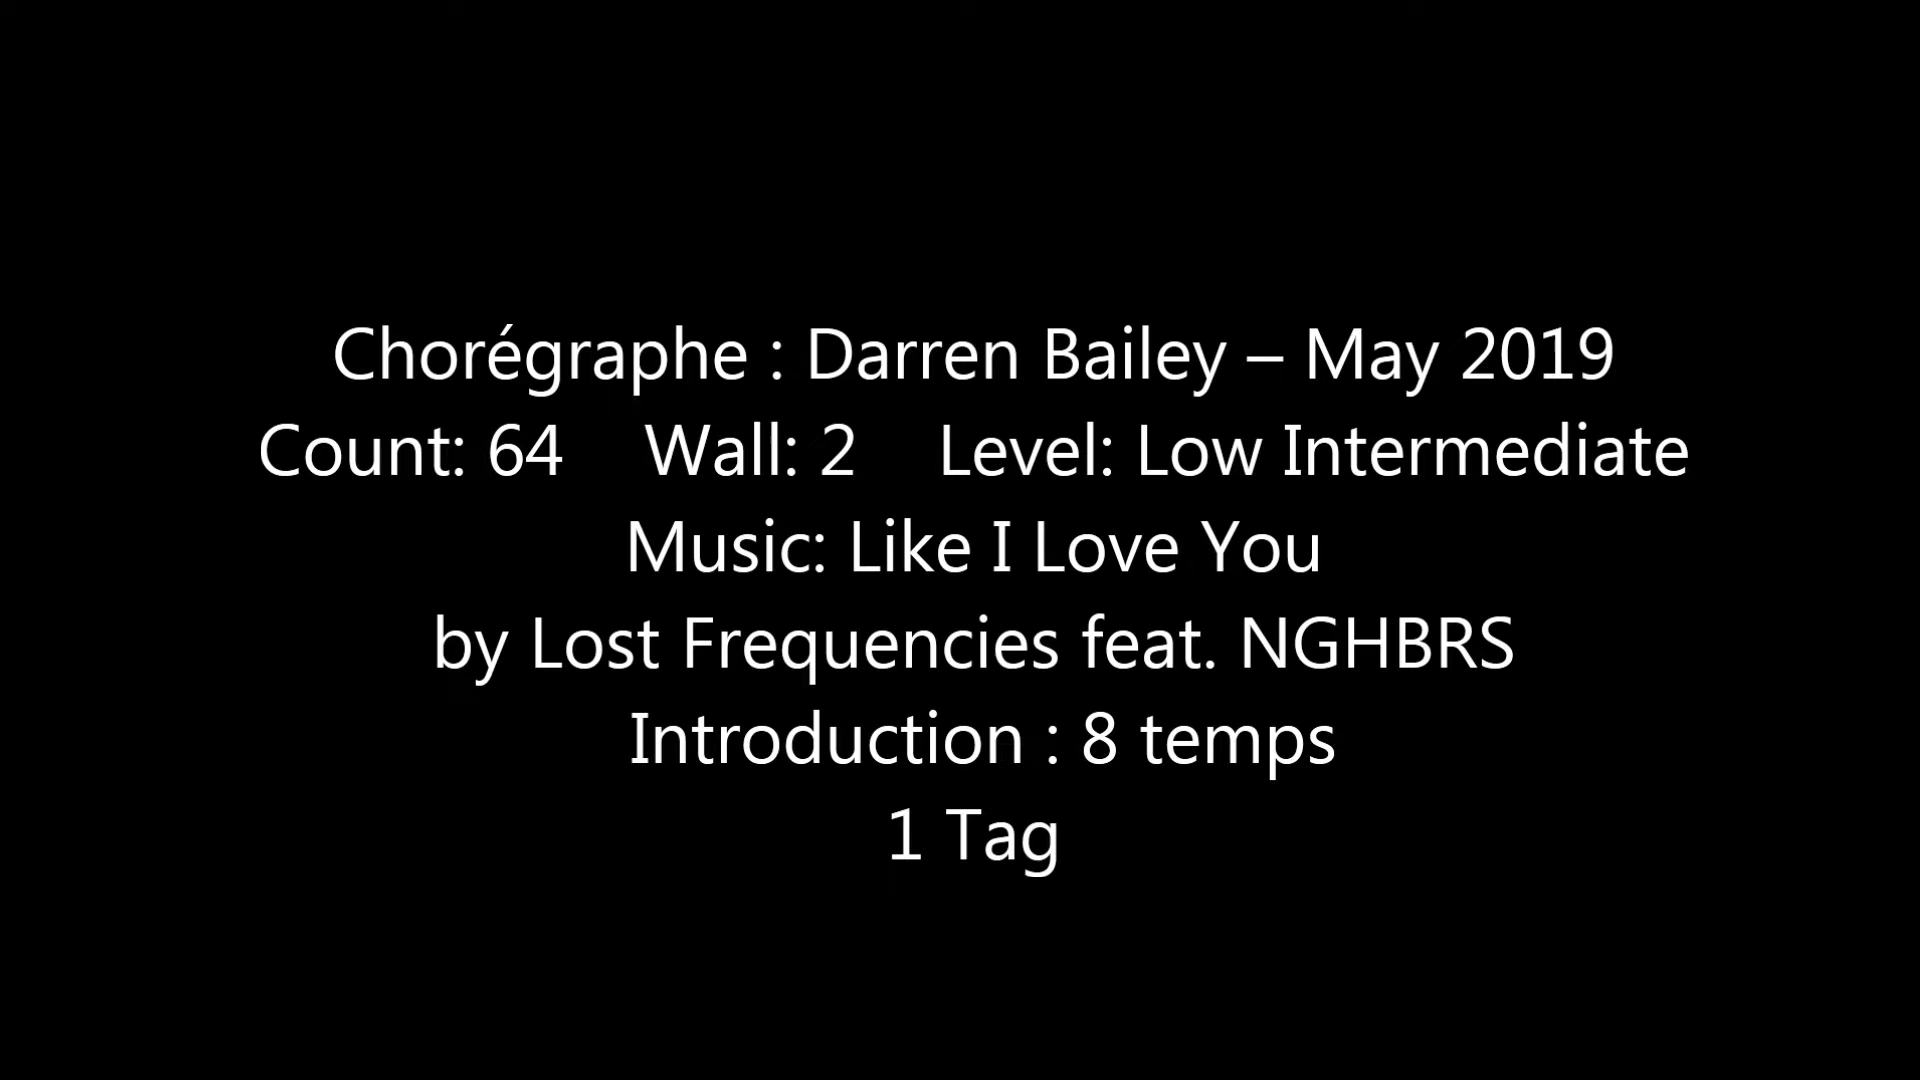 Chorégraphe : Darren Bailey – May 2019
Count: 64 Wall: 2 Level: Low Intermediate
Music: Like I Love You
by Lost Frequencies feat. NGHBRS
Introduction : 8 temps
1 Tag